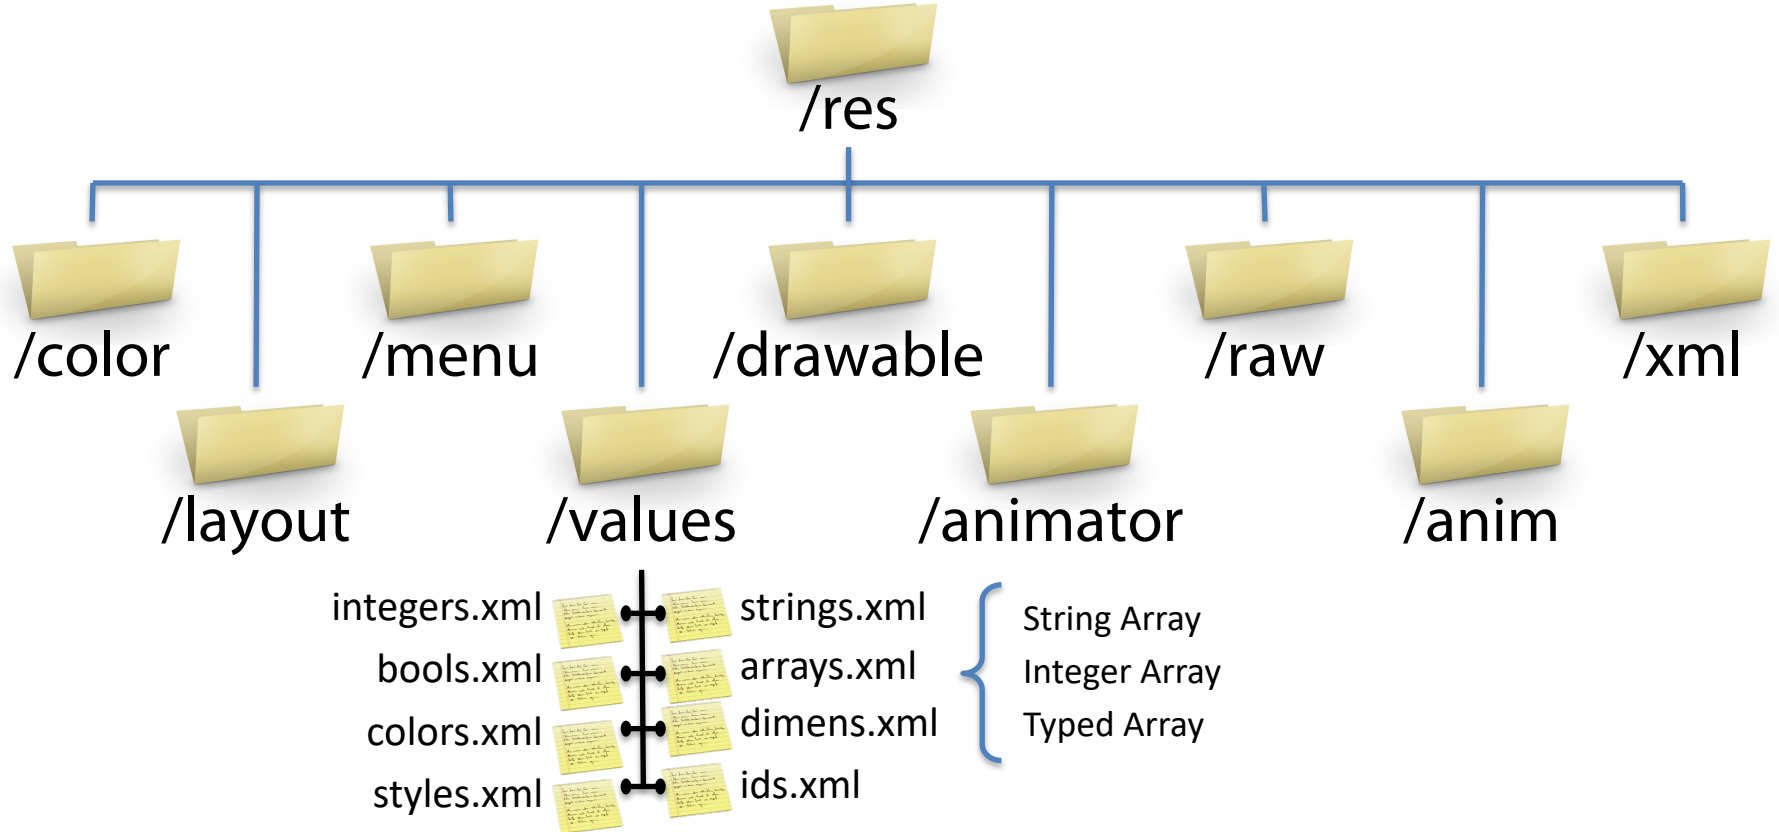 /res
/color
/menu
/drawable
/raw
/xml
/layout
/values
/animator
/anim
integers.xml
strings.xml
bools.xml
arrays.xml
colors.xml
dimens.xml
styles.xml
ids.xml
String Array
Integer Array
Typed Array